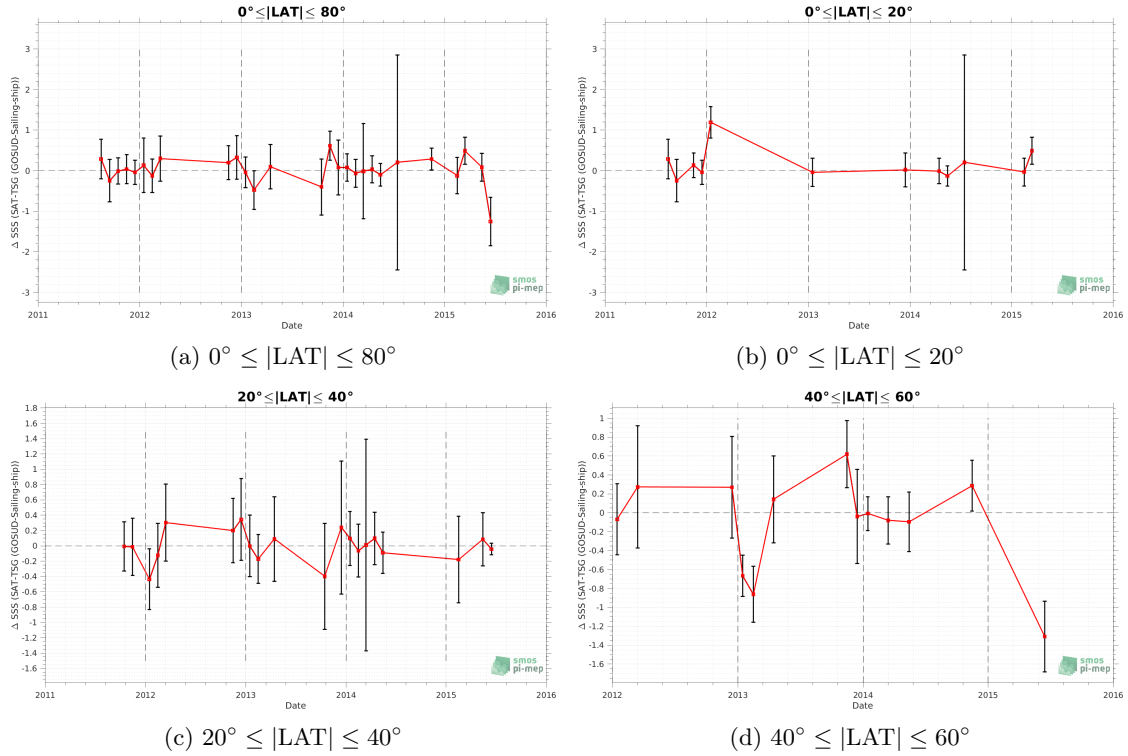 0°≤|LAT|≤ 80°
Δ SSS (SAT-TSG (GOSUD-Sailing-ship))
3
2
1
0
-1
-2
-3
2011 2012 2013 2014 2015 2016
Date
smos
pi-mep
(a) 0° ≤ |LAT| ≤ 80°
0°≤|LAT|≤ 20°
Δ SSS (SAT-TSG (GOSUD-Sailing-ship))
3
2
1
0
-1
-2
-3
2011 2012 2013 2014 2015 2016
Date
smos
pi-mep
(b) 0° ≤ |LAT| ≤ 20°
20°≤|LAT|≤ 40°
Δ SSS (SAT-TSG (GOSUD-Sailing-ship))
1.8
1.6
1.4
1.2
1
0.8
0.6
0.4
0.2
0
-0.2
-0.4
-0.6
-0.8
-1
-1.2
-1.4
-1.6
2011 2012 2013 2014 2015 2016
Date
smos
pi-mep
(c) 20° ≤ |LAT| ≤ 40°
40°≤|LAT|≤ 60°
Δ SSS (SAT-TSG (GOSUD-Sailing-ship))
1
0.8
0.6
0.4
0.2
0
-0.2
-0.4
-0.6
-0.8
-1
-1.2
-1.4
-1.6
2012 2013 2014 2015 2016
Date
smos
pi-mep
(d) 40° ≤ |LAT| ≤ 60°